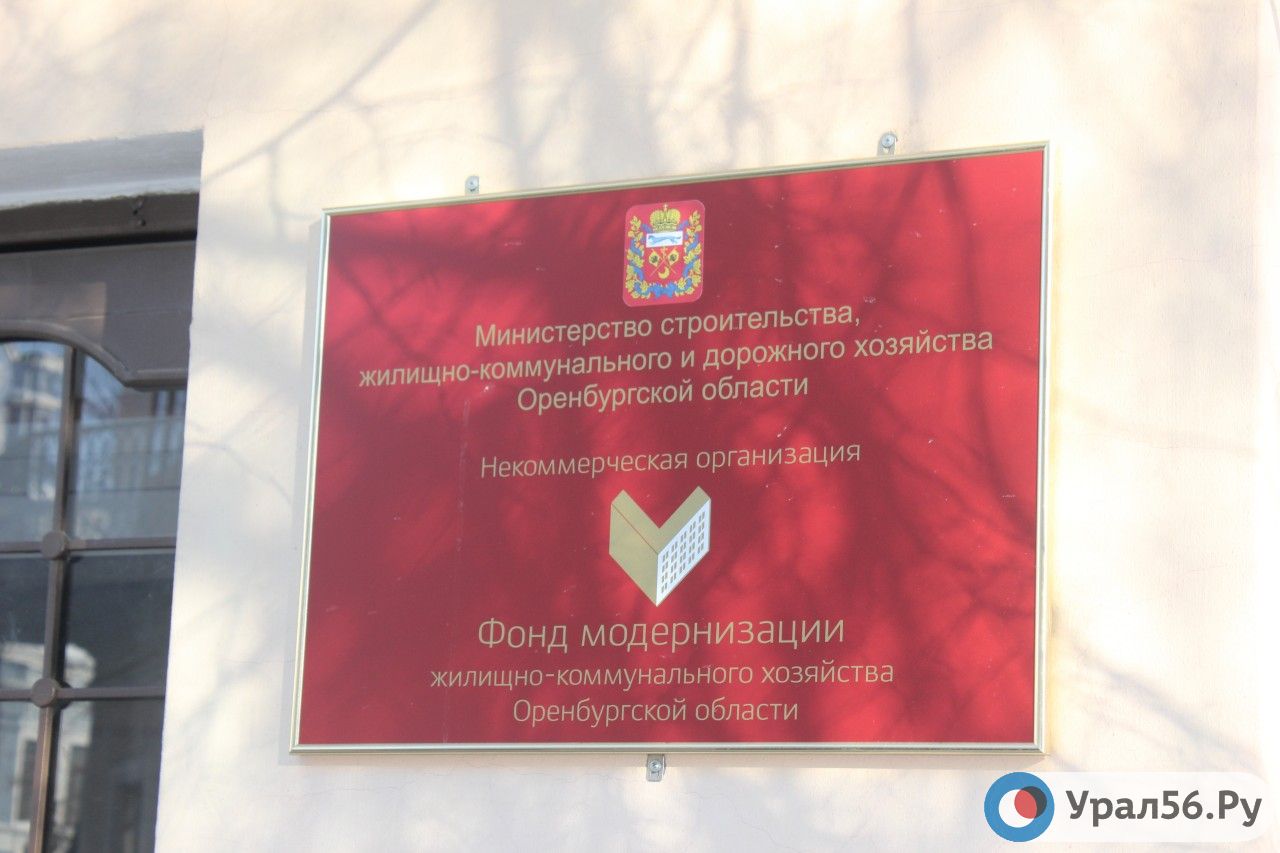 Министерство строительства,
жилищно-коммунального и дорожного хозяйства
Оренбургской области
Некоммерческая организация
Фонд модернизации
жилищно-коммунального хозяйства
Оренбургской области
Урал56.Ру